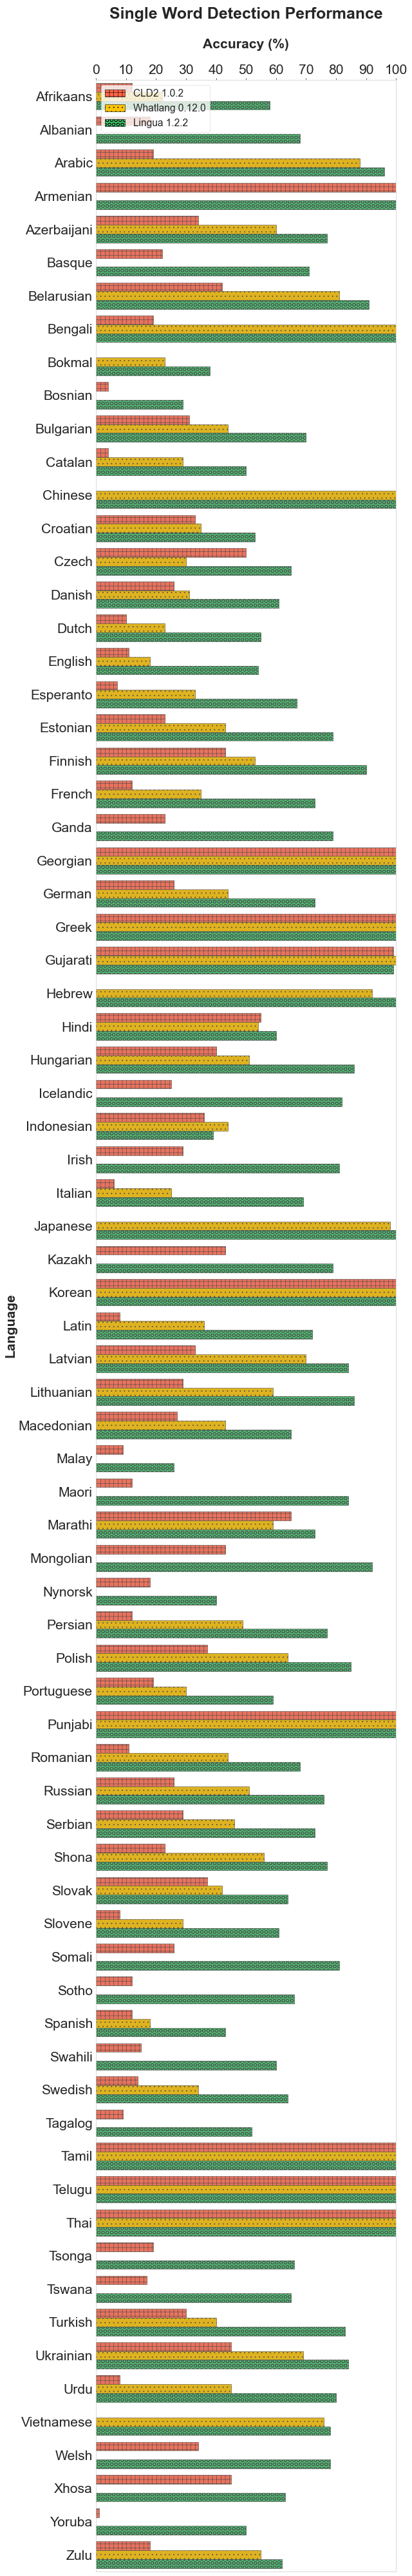 Single Word Detection Performance
Accuracy (%)
0 10 20 30 40 50 60 70 80 90 100
CLD2 1.0.2
Whatlang 0.12.0
Lingua 1.2.2
Language
Afrikaans
Albanian
Arabic
Armenian
Azerbaijani
Basque
Belarusian
Bengali
Bokmal
Bosnian
Bulgarian
Catalan
Chinese
Croatian
Czech
Danish
Dutch
English
Esperanto
Estonian
Finnish
French
Ganda
Georgian
German
Greek
Gujarati
Hebrew
Hindi
Hungarian
Icelandic
Indonesian
Irish
Italian
Japanese
Kazakh
Korean
Latin
Latvian
Lithuanian
Macedonian
Malay
Maori
Marathi
Mongolian
Nynorsk
Persian
Polish
Portuguese
Punjabi
Romanian
Russian
Serbian
Shona
Slovak
Slovene
Somali
Sotho
Spanish
Swahili
Swedish
Tagalog
Tamil
Telugu
Thai
Tsonga
Tswana
Turkish
Ukrainian
Urdu
Vietnamese
Welsh
Xhosa
Yoruba
Zulu